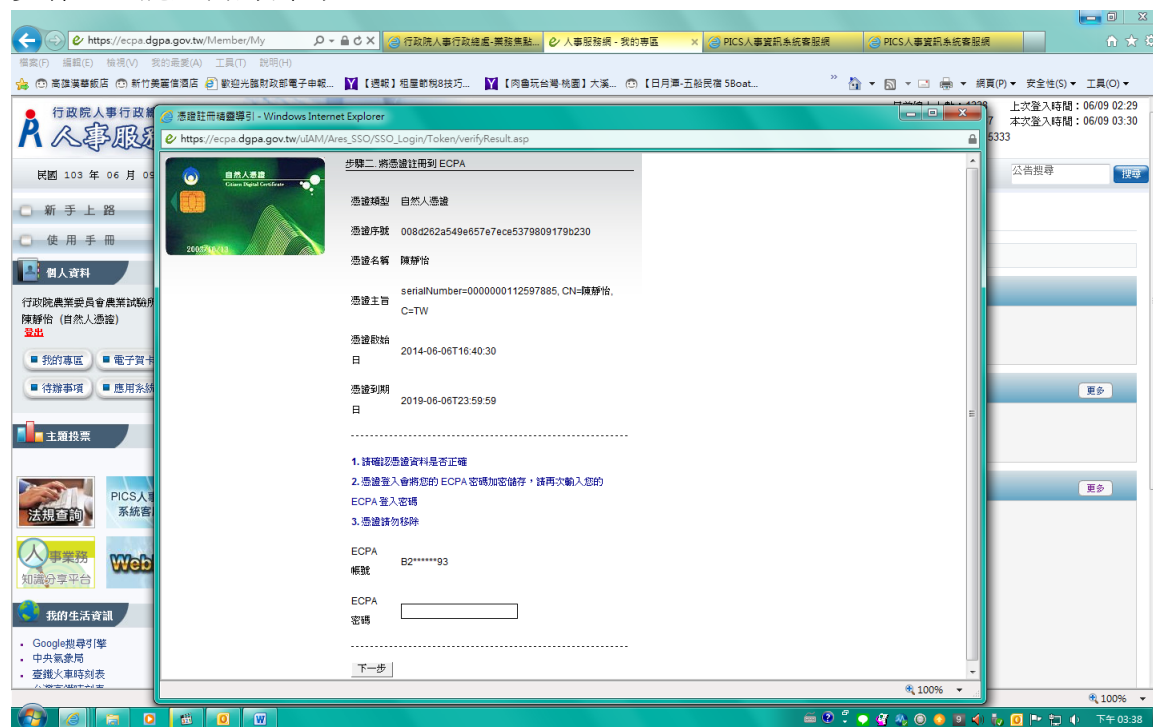 https://ecpa.dgpa.gov.tw/Member/My
行政院人事行政總處-業務焦點...
人事服務網 - 我的專區
PICS人事資訊系統客服網
PICS人事資訊系統客服網
檔案(F) 編輯(E) 檢視(V) 我的最愛(A) 工具(T) 說明(H)
高雄漢華飯店 新竹美麗信酒店 歡迎光臨財政部電子申報... 【週報】租屋節稅8技巧... 【阿魯玩台灣‧桃園】大溪... 【日月潭-五餅民宿 5Boat...
網頁(P) 安全性(S) 工具(O)
行政院人事行政
上次登入時間：06/09 02:29
本次登入時間：06/09 03:30
5333
民國 103 年 06 月 09
公告搜尋
搜尋
新 手 上 路
使 用 手 冊
個人資料
行政院農業委員會農業試驗所
陳靜怡 (自然人憑證)
登出
我的專區 電子賀卡
待辦事項 應用系統
主題投票
法規查詢
PICS人事
系統客
人事業務
知識分享平台
Web
我的生活資訊
Google搜尋引擎
中央氣象局
臺鐵火車時刻表
更多
更多
憑證註冊精靈導引 - Windows Internet Explorer
https://ecpa.dgpa.gov.tw/uIAM/Ares_SSO/SSO_Login/Token/verifyResult.asp
自然人憑證
Citizen Digital Certificate
步驟二. 將憑證註冊到 ECPA
憑證類型 自然人憑證
憑證序號 008d262a549e657e7ece5379809179b230
憑證名稱 陳靜怡
憑證主旨 serialNumber=0000000112597885, CN=陳靜怡,
C=TW
憑證啟始
日
2014-06-06T16:40:30
憑證到期
日
2019-06-06T23:59:59
1. 請確認憑證資料是否正確
2. 憑證登入會將您的 ECPA 密碼加密儲存，請再次輸入您的
ECPA 登入密碼
3. 憑證請勿移除
ECPA
帳號
B2******93
ECPA
密碼
下一步
100%
100%
下午 03:38